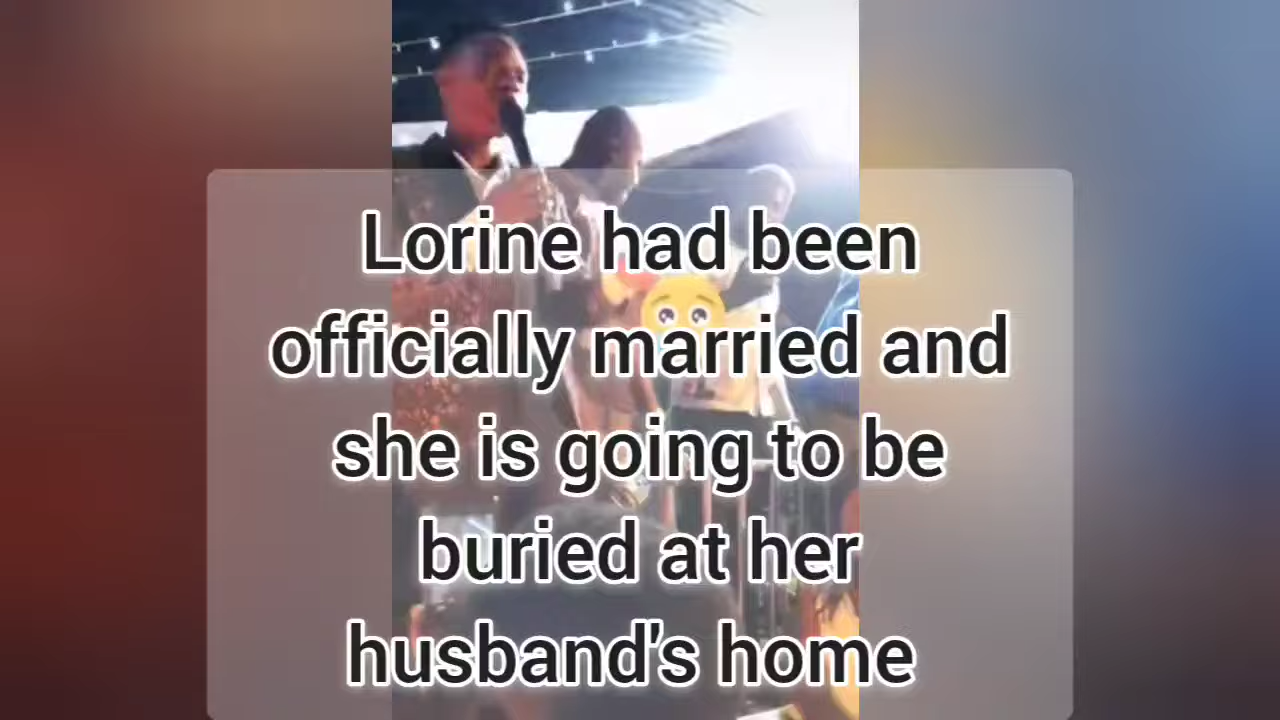 Lorine had been
officially married and
she is going to be
buried at her
husband's home